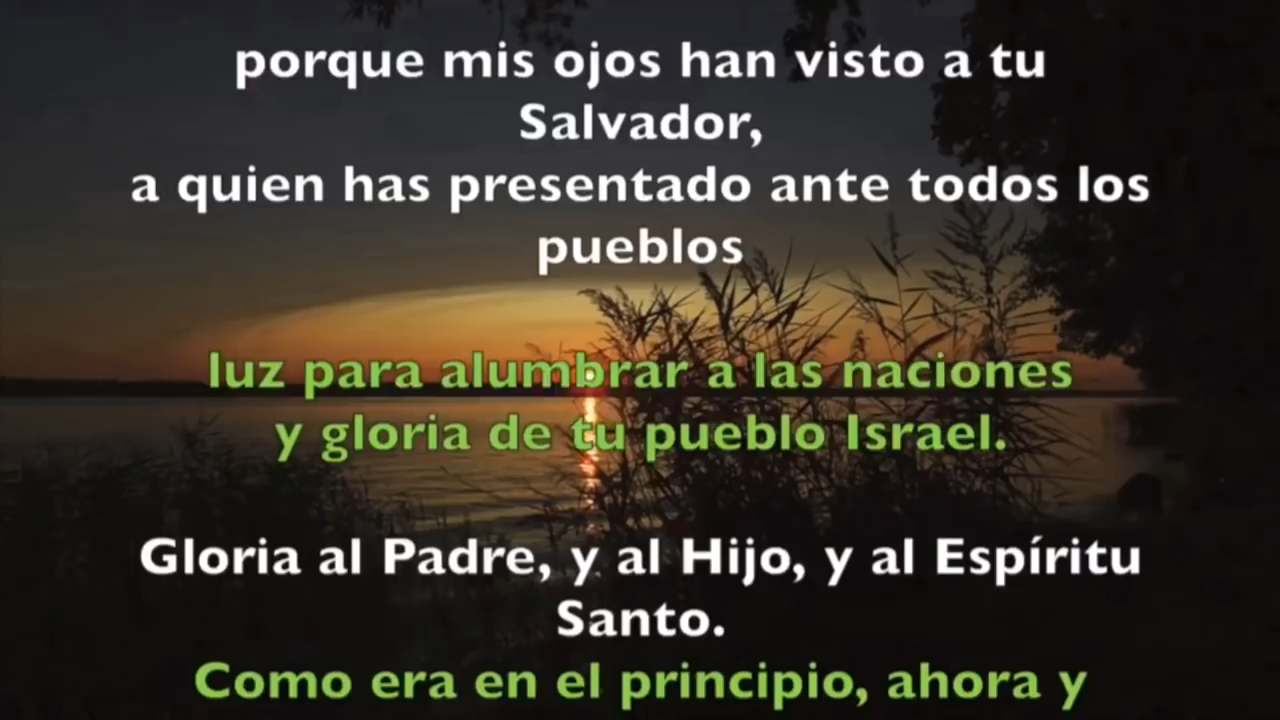 porque mis ojos han visto a tu
Salvador,
a quien has presentado ante todos los
pueblos
luz para alumbrar a las naciones
y gloria de tu pueblo Israel.
Gloria al Padre, y al Hijo, y al Espíritu
Santo.
Como era en el principio, ahora y